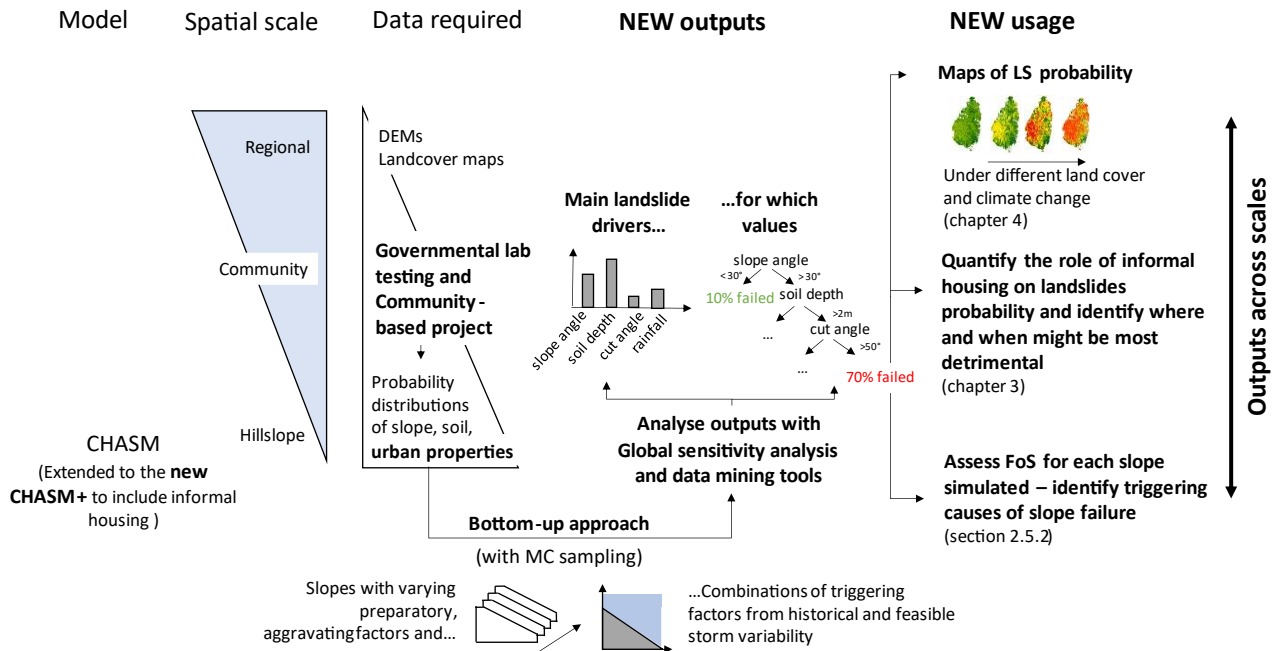 Model
Spatial scale
Data required
NEW outputs
NEW usage
Regional
Community
Hillslope
CHASM
(Extended to the new
CHASM+ to include informal
housing )
DEMs
Landcover maps
Governmental lab
testing and
Community-
based project
Probability
distributions
of slope, soil,
urban properties
Main landslide
drivers…
slope angle
soil depth
cut angle
rainfall
…for which
values
slope angle
<30°
>30°
10% failed
soil depth
…
>2m
cut angle
…
>50°
70% failed
Analyse outputs with
Global sensitivity analysis
and data mining tools
Bottom-up approach
(with MC sampling)
Slopes with varying
preparatory,
aggravating factors and…
…Combinations of triggering
factors from historical and feasible
storm variability
Maps of LS probability
Under different land cover
and climate change
(chapter 4)
Quantify the role of informal
housing on landslides
probability and identify where
and when might be most
detrimental
(chapter 3)
Assess FoS for each slope
simulated – identify triggering
causes of slope failure
(section 2.5.2)
Outputs across scales